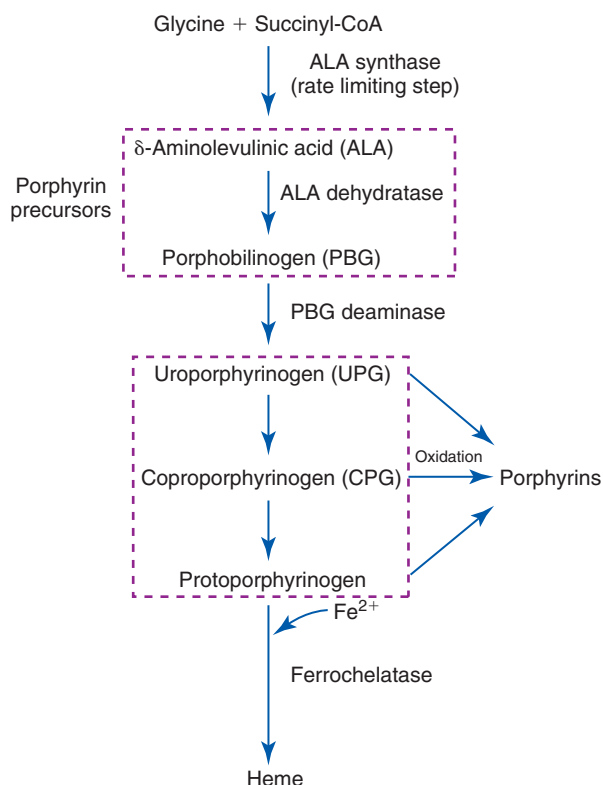 Glycine + Succinyl-CoA
ALA synthase
(rate limiting step)
δ-Aminolevulinic acid (ALA)
Porphyrin
precursors
ALA dehydratase
Porphobilinogen (PBG)
PBG deaminase
Uroporphyrinogen (UPG)
Oxidation
Coproporphyrinogen (CPG)
Porphyrins
Protoporphyrinogen
Fe²⁺
Ferrochelatase
Heme